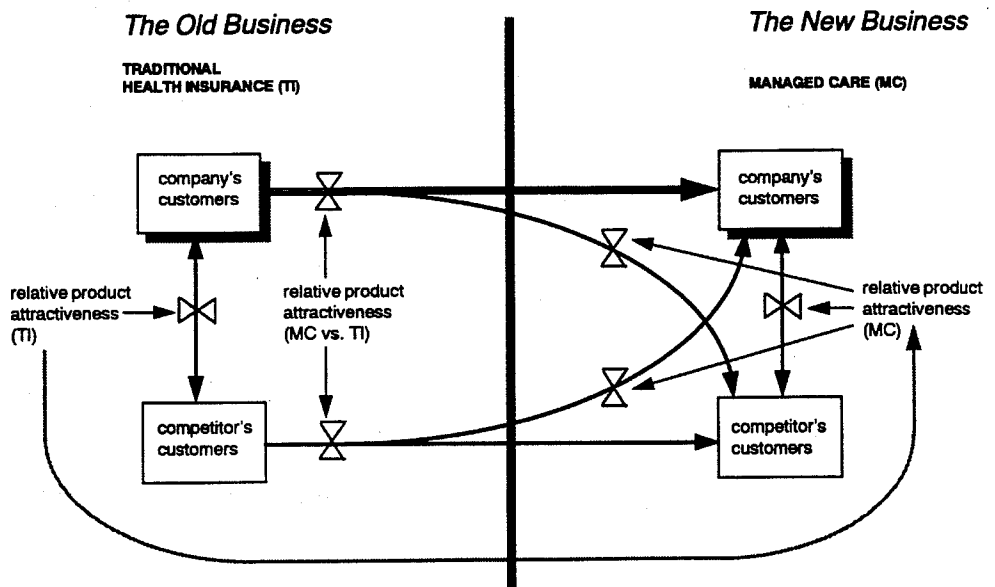 The Old Business
The New Business
TRADITIONAL
HEALTH INSURANCE (TI)
MANAGED CARE (MC)
company's
customers
company's
customers
relative product
attractiveness
(TI)
relative product
attractiveness
(MC vs. TI)
relative product
attractiveness
(MC)
competitor's
customers
competitor's
customers